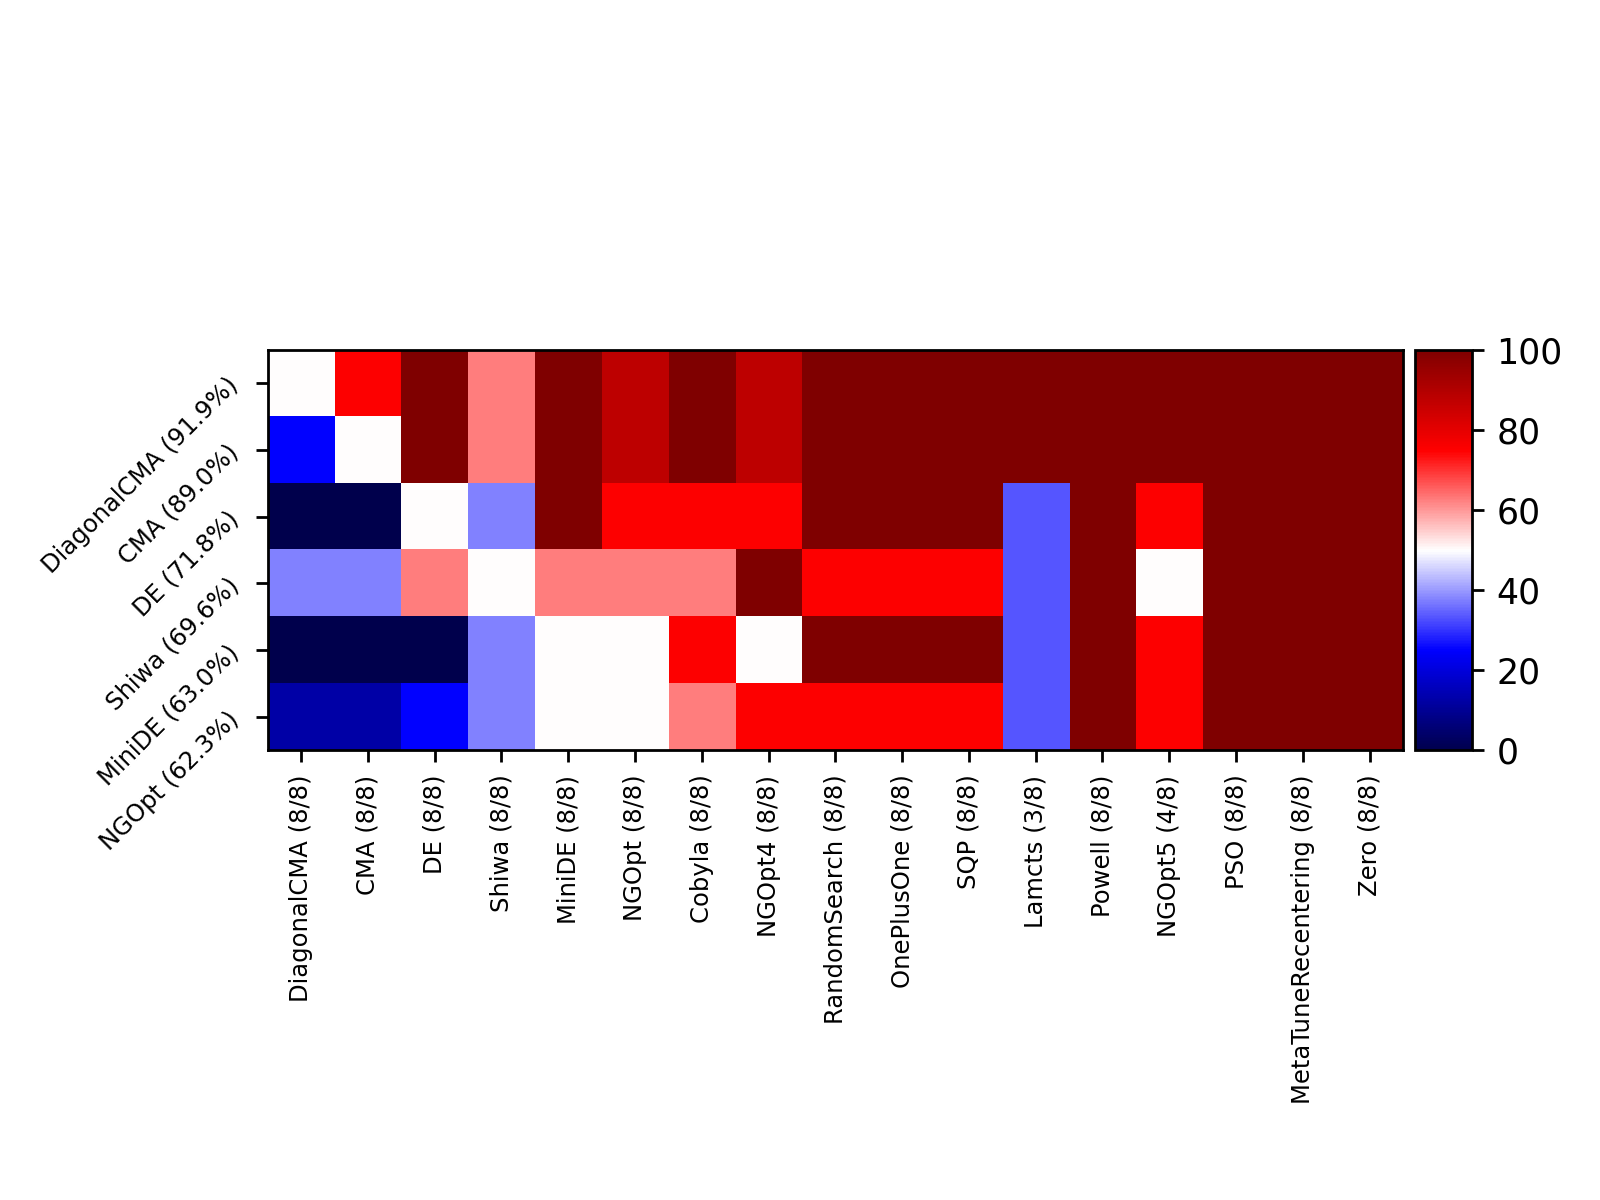 DiagonalCMA (91.9%)
CMA (89.0%)
DE (71.8%)
Shiwa (69.6%)
MiniDE (63.0%)
NGOpt (62.3%)
DiagonalCMA (8/8)
CMA (8/8)
DE (8/8)
Shiwa (8/8)
MiniDE (8/8)
NGOpt (8/8)
Cobyla (8/8)
NGOpt4 (8/8)
RandomSearch (8/8)
OnePlusOne (8/8)
SQP (8/8)
Lamcts (3/8)
Powell (8/8)
NGOpt5 (4/8)
PSO (8/8)
MetaTuneRecentering (8/8)
Zero (8/8)
100
80
60
40
20
0